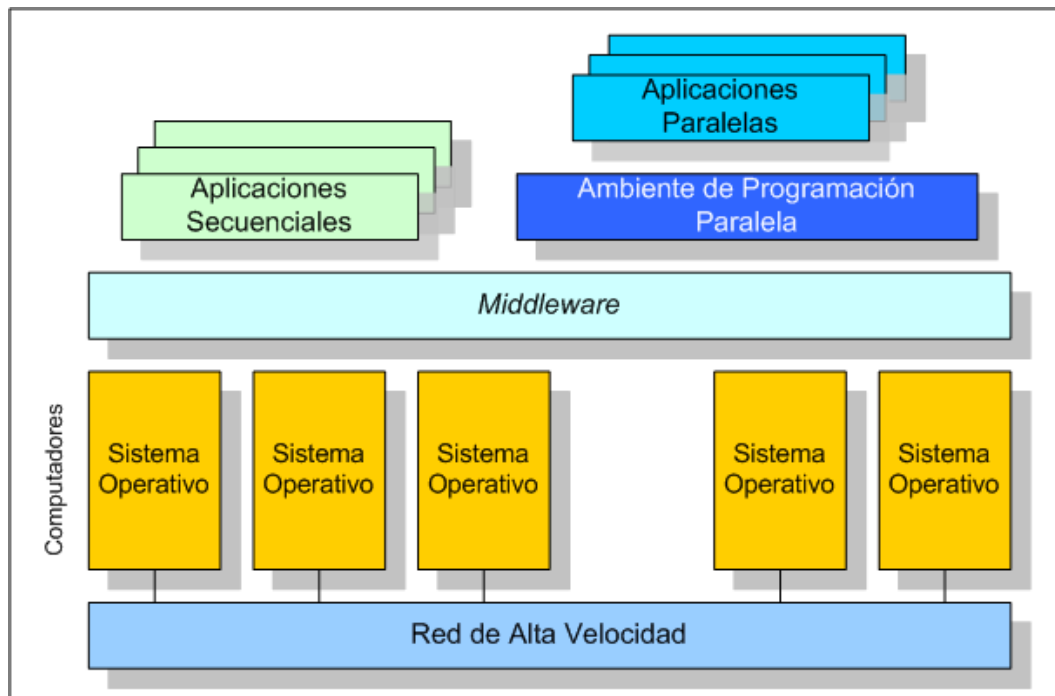 Aplicaciones
Paralelas
Aplicaciones
Secuenciales
Ambiente de Programación
Paralela
Middleware
Computadores
Sistema
Operativo
Sistema
Operativo
Sistema
Operativo
Sistema
Operativo
Sistema
Operativo
Red de Alta Velocidad